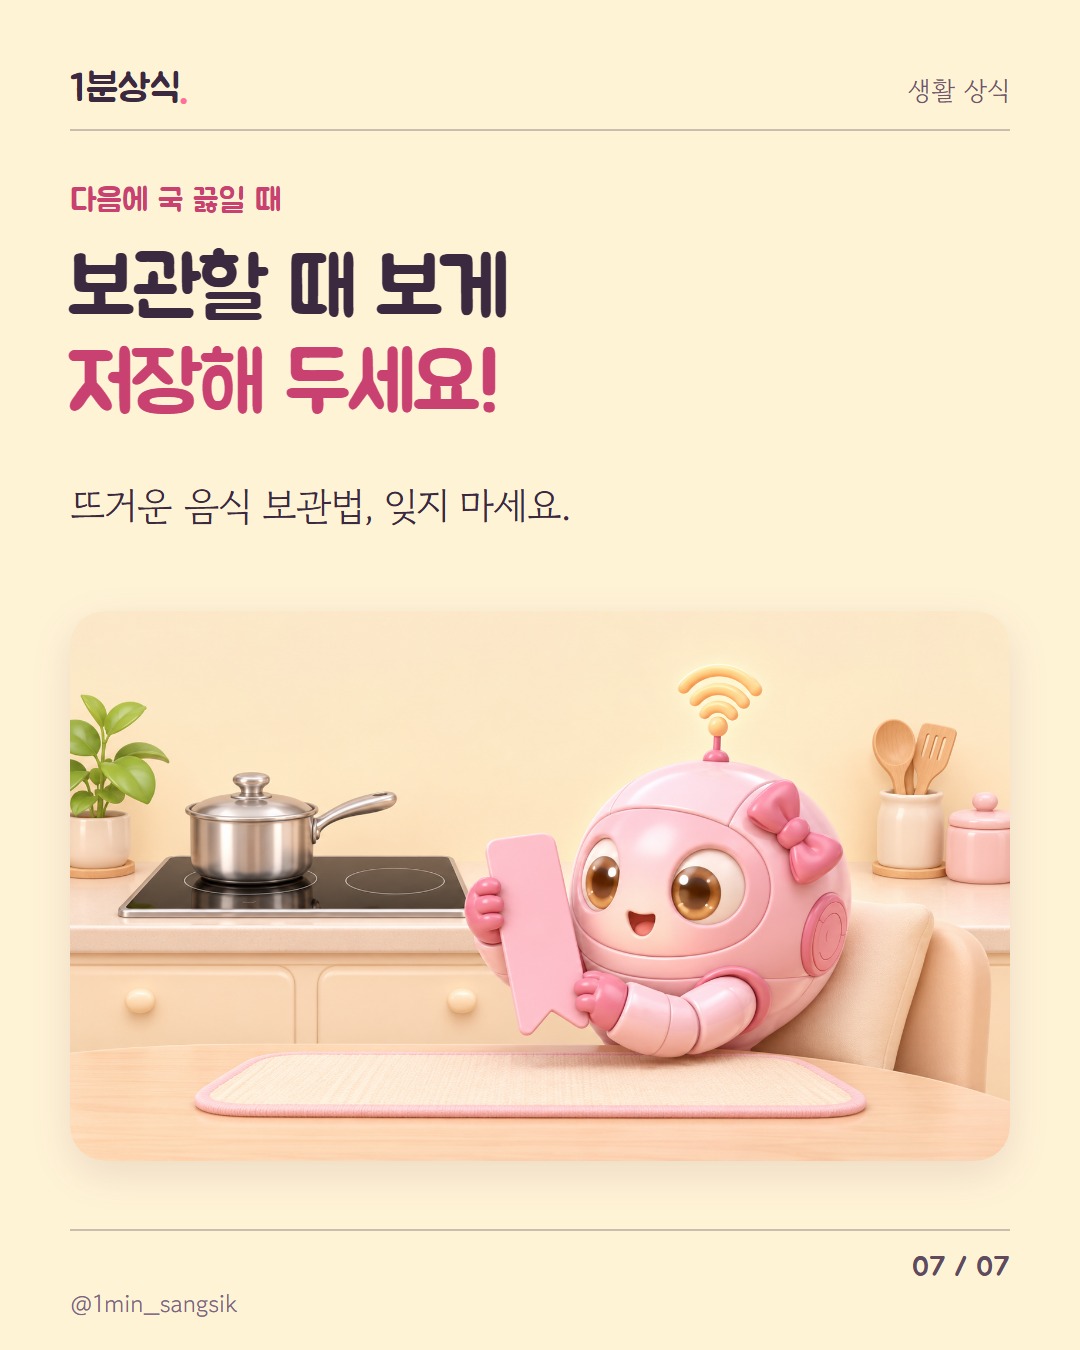 1분상식.
생활 상식
다음에 국 끓일 때
보관할 때 보게
저장해 두세요!
뜨거운 음식 보관법, 잊지 마세요.
07 / 07
@1min_sangsik